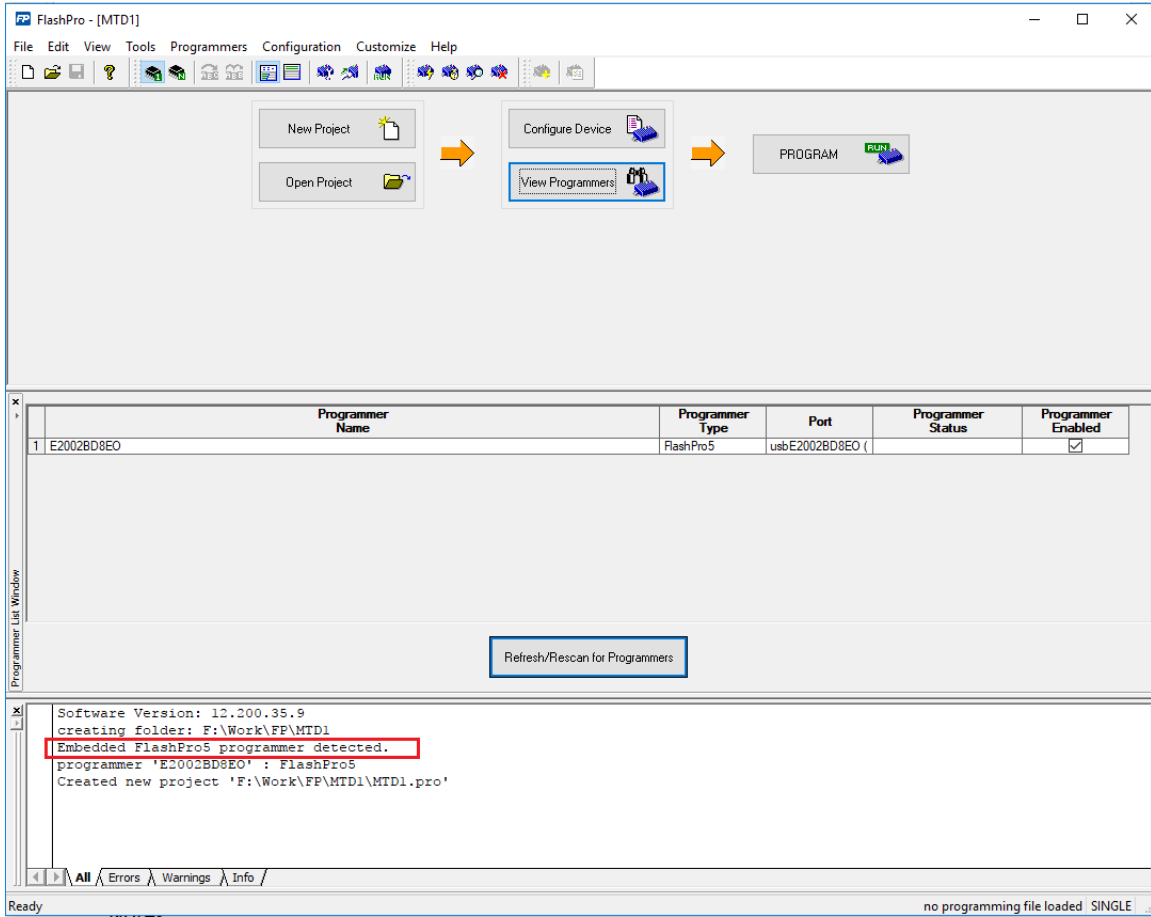 FlashPro - [MTD1]
File Edit View Tools Programmers Configuration Customize Help
New Project
Configure Device
PROGRAM
RUN
Open Project
View Programmers
Programmer Name
Programmer Type
Port
Programmer Status
Programmer Enabled
1 E2002BD8EO FlashPro5 usbE2002BD8EO (
Programmer List Window
Refresh/Rescan for Programmers
Software Version: 12.200.35.9
creating folder: F:\Work\FP\MTD1
Embedded FlashPro5 programmer detected.
programmer 'E2002BD8EO' : FlashPro5
Created new project 'F:\Work\FP\MTD1\MTD1.pro'
All Errors Warnings Info
Ready no programming file loaded SINGLE